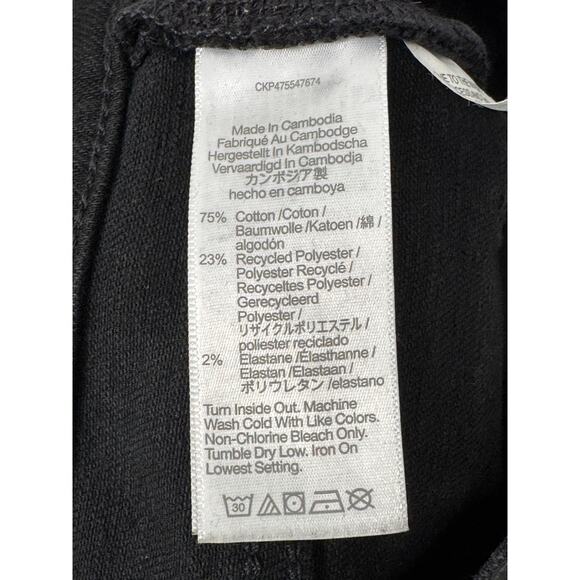 CKP475547674
Made In Cambodia
Fabriqué Au Cambodge
Hergestellt In Kambodscha
Vervaardigd In Cambodja
カンボジア製
hecho en camboya
75% Cotton /Coton /
Baumwolle /Katoen /綿 /
algodón
23% Recycled Polyester /
Polyester Recyclé /
Recyceltes Polyester /
Gerecycleerd
Polyester /
リサイクルポリエステル /
poliester reciclado
2% Elastane /Élasthanne /
Elastan /Elastaan /
ポリウレタン /elastano
Turn Inside Out. Machine
Wash Cold With Like Colors.
Non-Chlorine Bleach Only.
Tumble Dry Low. Iron On
Lowest Setting.
30
TO THE